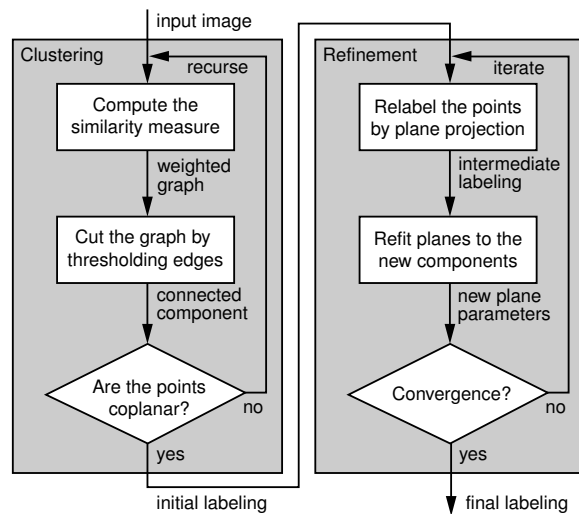 input image
Clustering
recurse
Compute the
similarity measure
weighted
graph
Cut the graph by
thresholding edges
connected
component
Are the points
coplanar?
no
yes
initial labeling
Refinement
iterate
Relabel the points
by plane projection
intermediate
labeling
Refit planes to the
new components
new plane
parameters
Convergence?
no
yes
final labeling